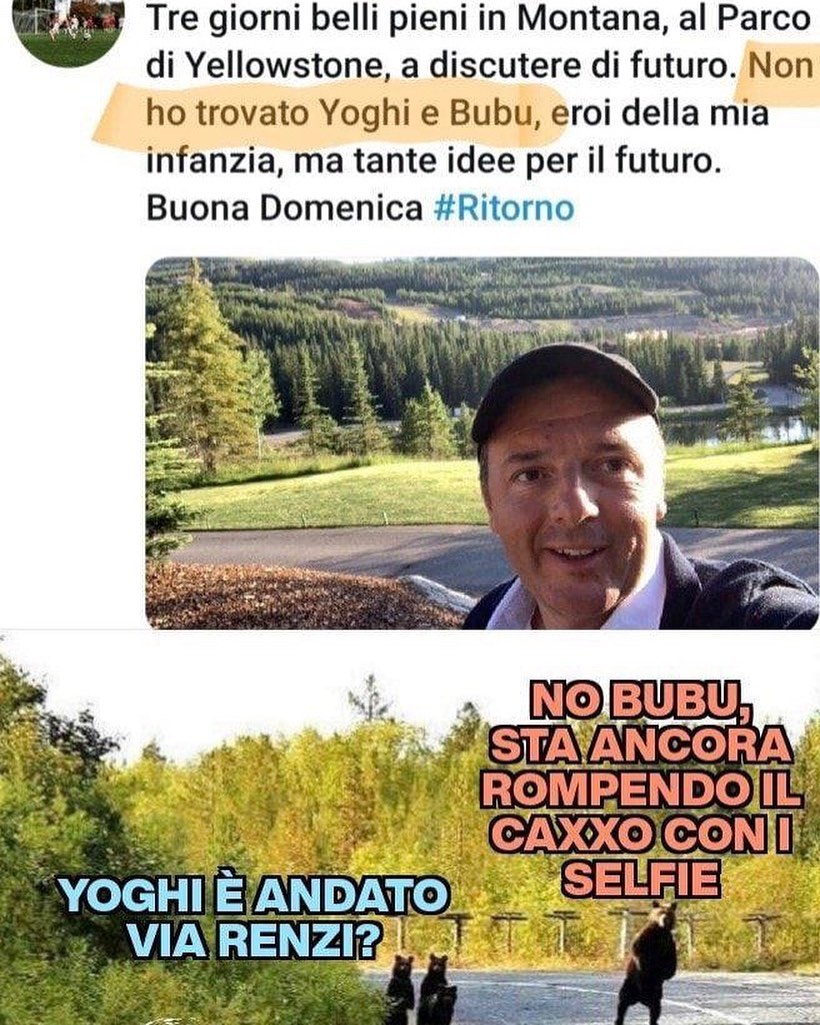 Tre giorni belli pieni in Montana, al Parco
di Yellowstone, a discutere di futuro. Non
ho trovato Yoghi e Bubu, eroi della mia
infanzia, ma tante idee per il futuro.
Buona Domenica #Ritorno
NO BUBU,
STA ANCORA
ROMPENDO IL
CAXXO CON I
SELFIE
YOGHI È ANDATO
VIA RENZI?